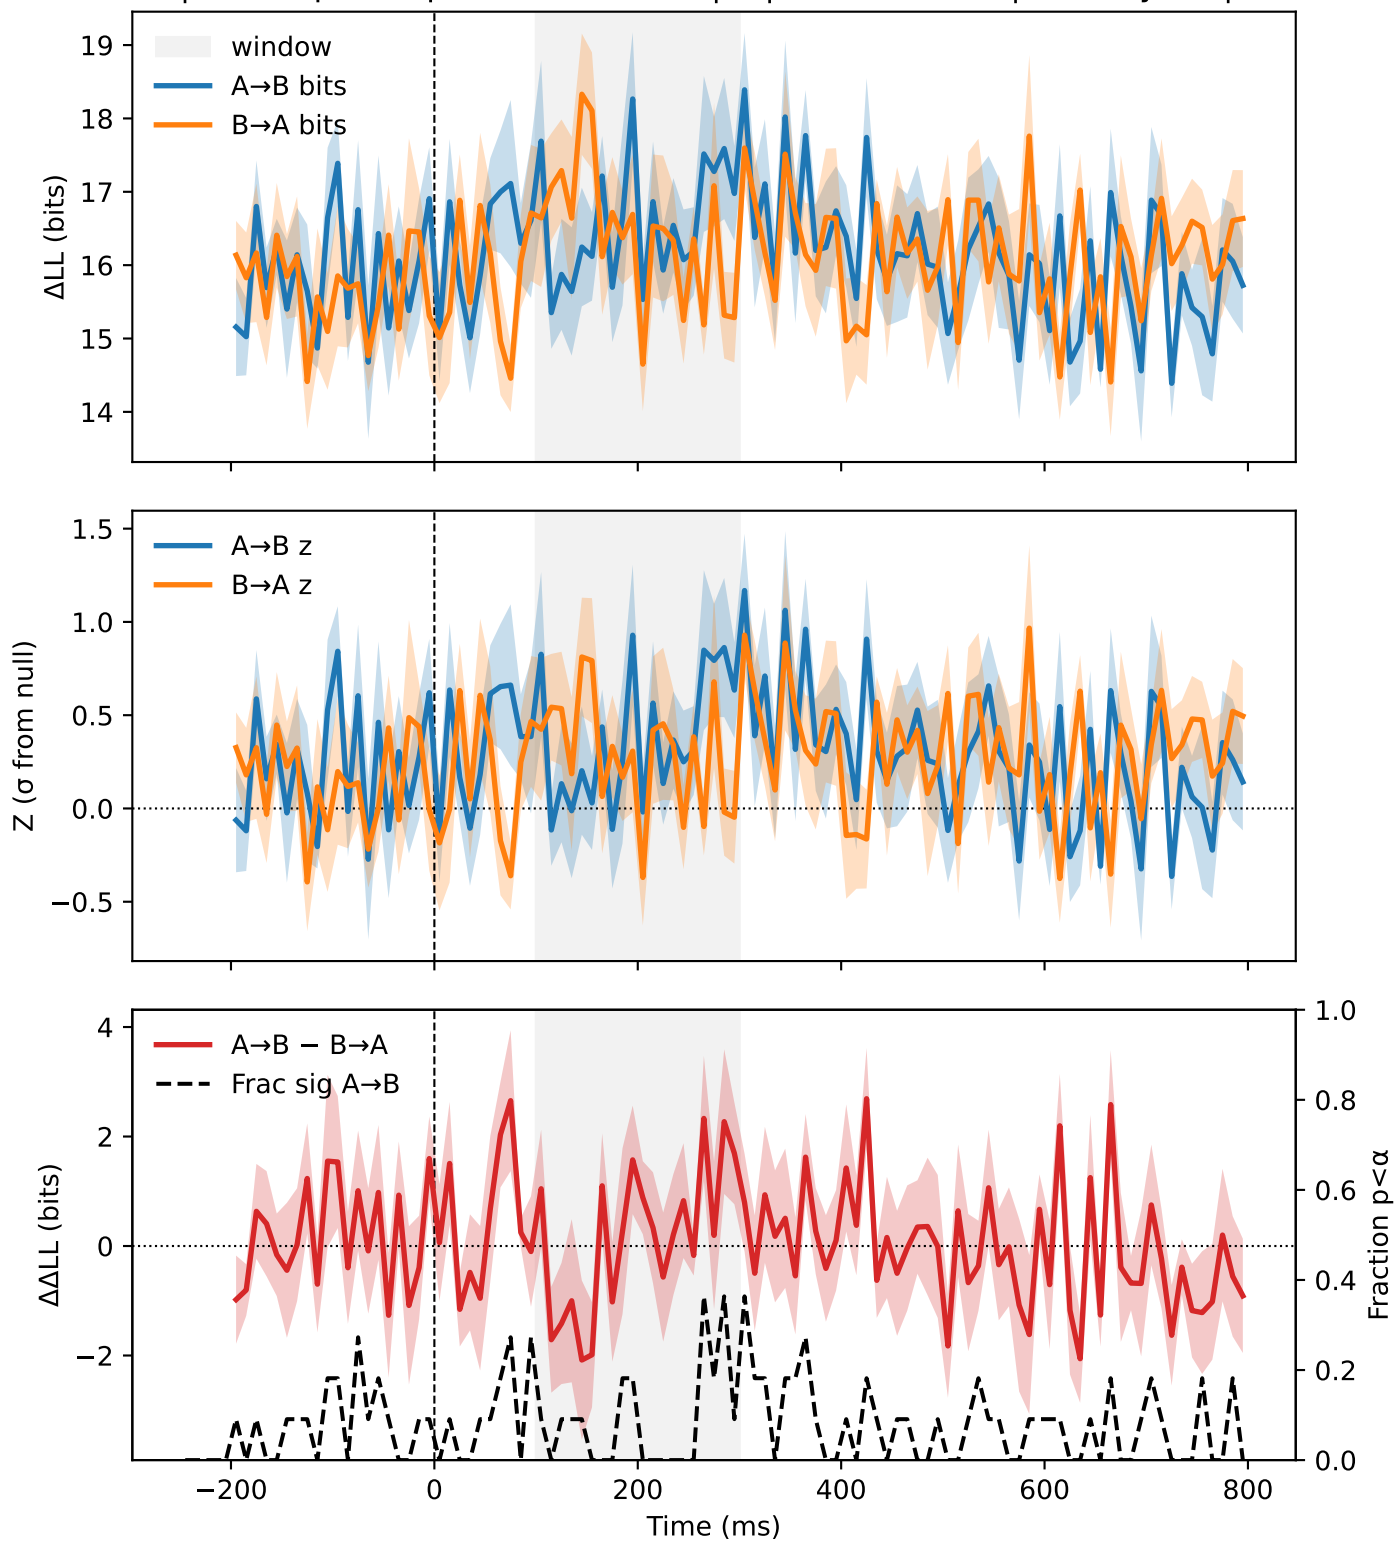 19
18
17
16
15
14
ΔLL (bits)
window
A→B bits
B→A bits
1.5
1.0
0.5
0.0
−0.5
Z (σ from null)
A→B z
B→A z
4
2
0
−2
ΔΔLL (bits)
A→B − B→A
Frac sig A→B
1.0
0.8
0.6
0.4
0.2
0.0
Fraction p<α
−200
0
200
400
600
800
Time (ms)